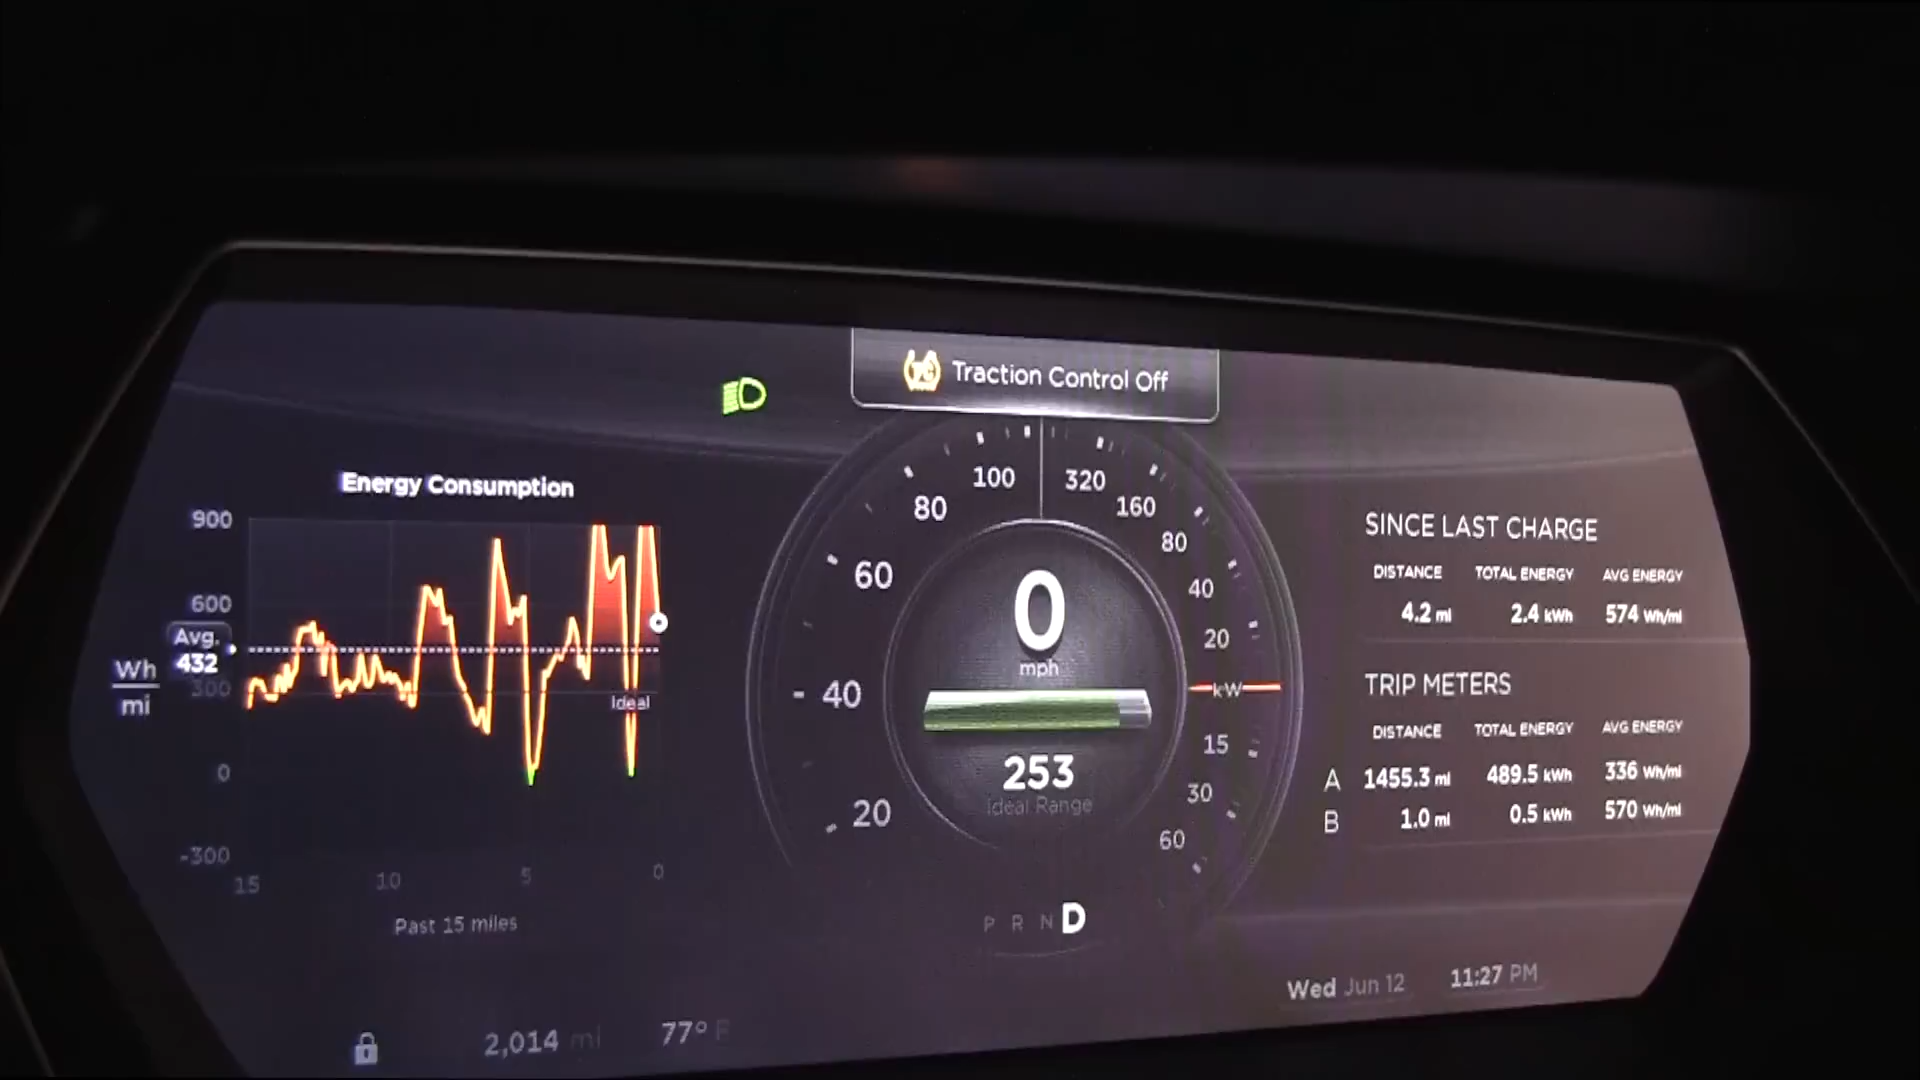 TC Traction Control Off
Energy Consumption
900
600
Avg.
432
300
0
-300
Wh
mi
Ideal
15 10 5 0
Past 15 miles
100
80
60
40
20
320
160
80
40
20
kW
15
30
60
0
mph
253
Ideal Range
P R N D
SINCE LAST CHARGE
DISTANCE TOTAL ENERGY AVG ENERGY
4.2 mi 2.4 kWh 574 Wh/mi
TRIP METERS
DISTANCE TOTAL ENERGY AVG ENERGY
A 1455.3 mi 489.5 kWh 336 Wh/mi
B 1.0 mi 0.5 kWh 570 Wh/mi
Wed Jun 12 11:27 PM
2,014 mi 77° F